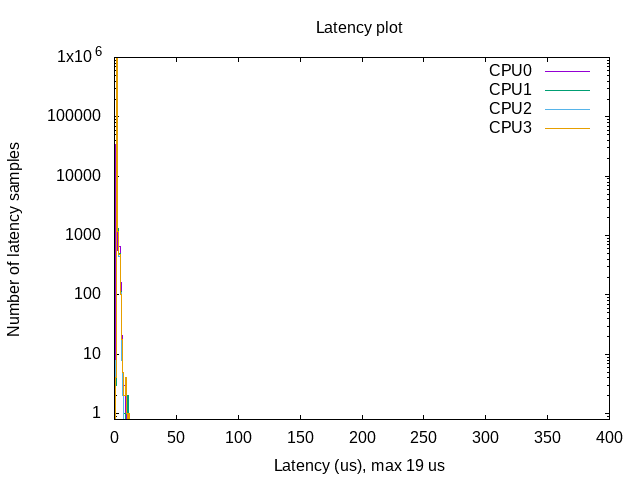 Latency plot
1x10^6
100000
10000
1000
100
10
1
Number of latency samples
CPU0
CPU1
CPU2
CPU3
0 50 100 150 200 250 300 350 400
Latency (us), max 19 us